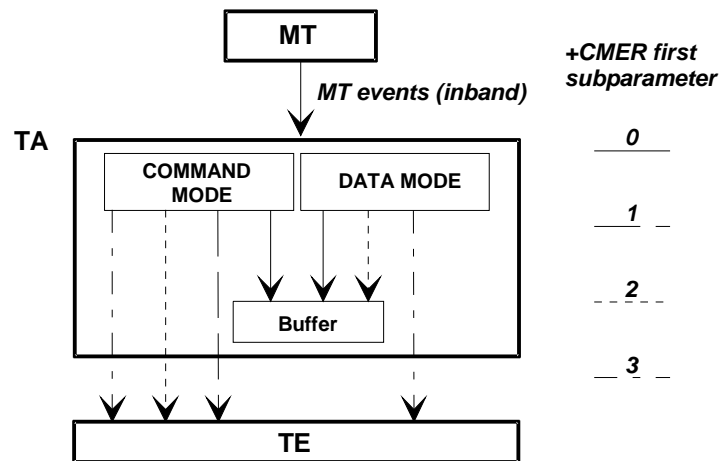 MT
+CMER first
subparameter
MT events (inband)
TA
0
COMMAND
MODE
DATA MODE
1
2
Buffer
3
TE